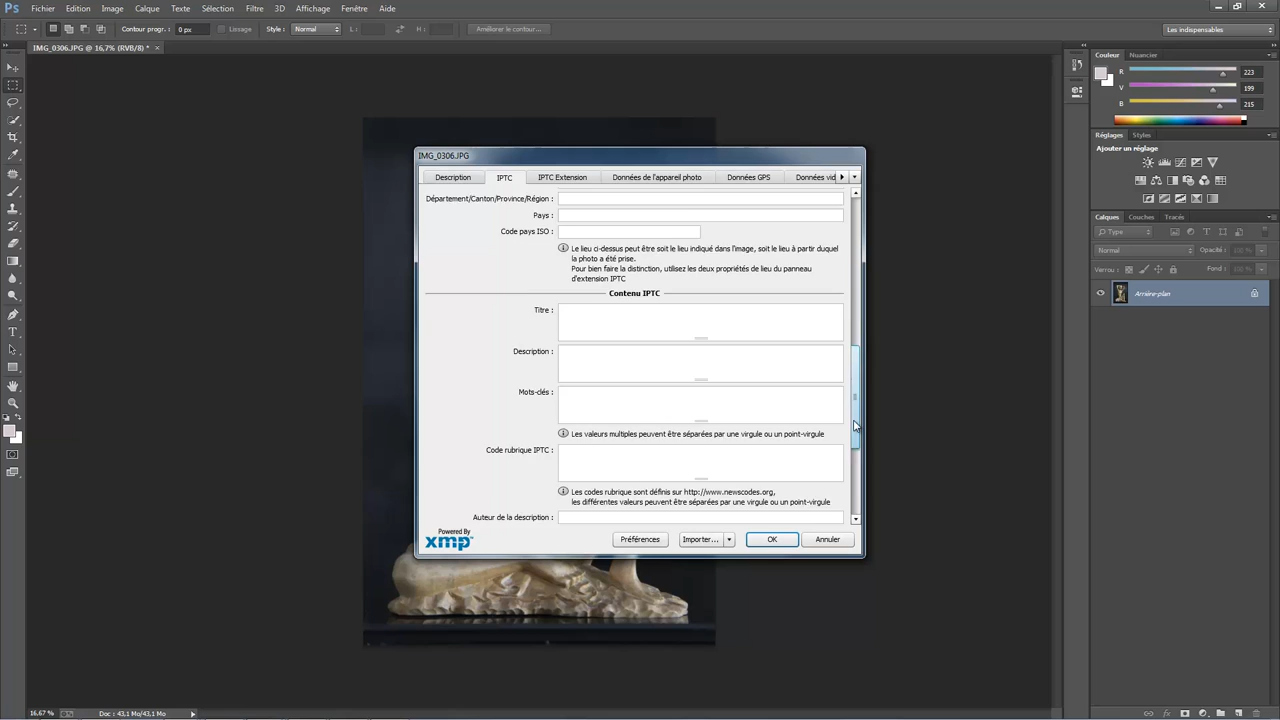 Ps Fichier Edition Image Calque Texte Sélection Filtre 3D Affichage Fenêtre Aide
Contour progr. : 0 px Lissage Style : Normal L : H : Améliorer le contour... Les indispensables
IMG_0306.JPG @ 16,7% (RVB/8) * ×
Couleur Nuancier
R 223
V 199
B 215
Réglages Styles
Ajouter un réglage
Calques Couches Tracés
Type
Normal Opacité :
Verrou : Fond :
Arrière-plan
IMG_0306.JPG
Description IPTC IPTC Extension Données de l'appareil photo Données GPS Données vid
Département/Canton/Province/Région :
Pays :
Code pays ISO :
Le lieu ci-dessus peut être soit le lieu indiqué dans l'image, soit le lieu à partir duquel
la photo a été prise.
Pour bien faire la distinction, utilisez les deux propriétés de lieu du panneau
d'extension IPTC
Contenu IPTC
Titre :
Description :
Mots-clés :
Les valeurs multiples peuvent être séparées par une virgule ou un point-virgule
Code rubrique IPTC :
Les codes rubrique sont définis sur http://www.newscodes.org,
les différentes valeurs peuvent être séparées par une virgule ou un point-virgule
Auteur de la description :
Powered By
xmp
Préférences Importer... OK Annuler
16,67 % Doc : 43,1 Mo/43,1 Mo